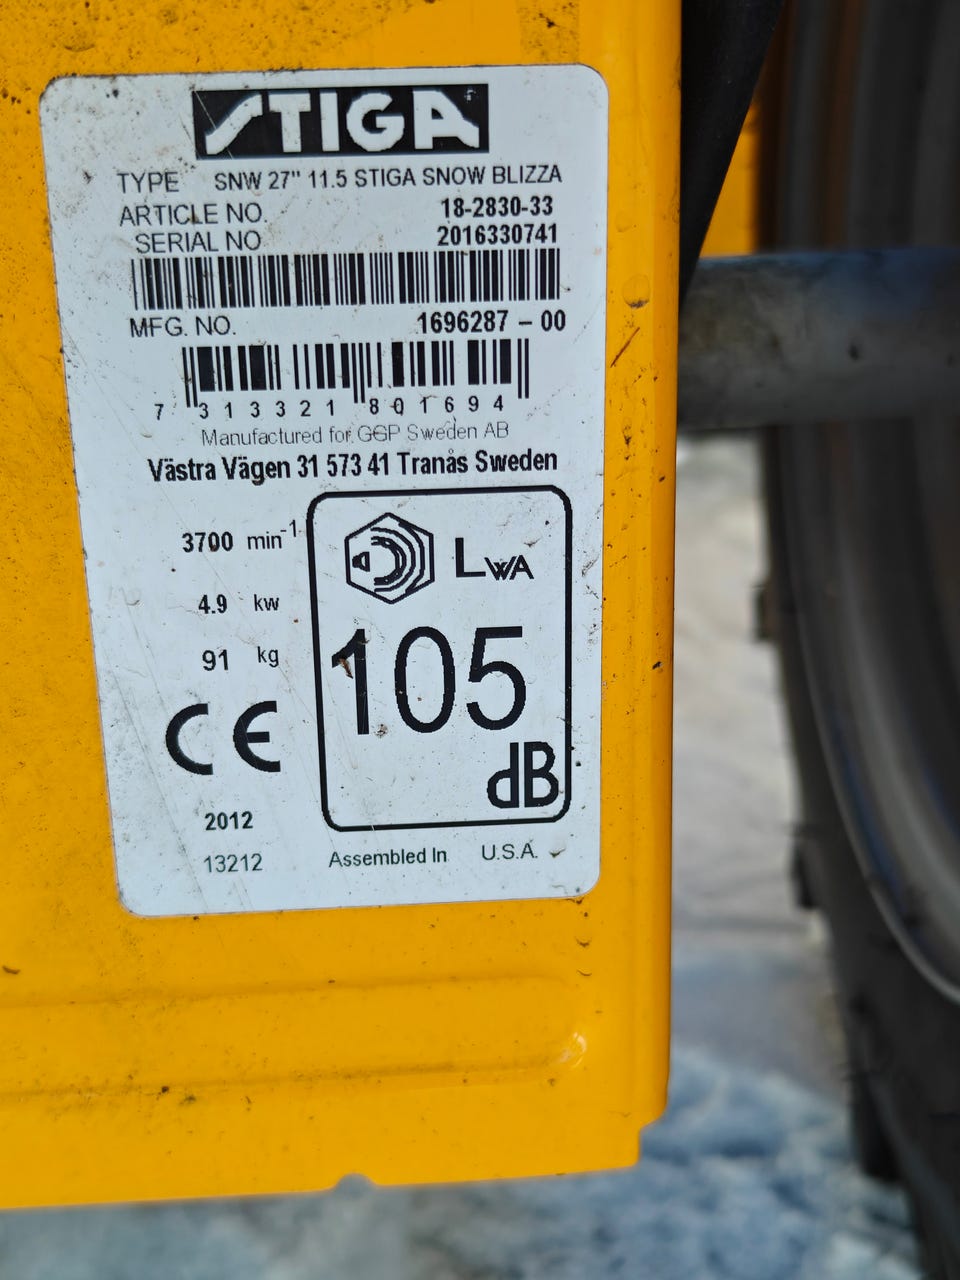 STIGA
TYPE SNW 27" 11.5 STIGA SNOW BLIZZA
ARTICLE NO. 18-2830-33
SERIAL NO 2016330741
MFG. NO. 1696287 - 00
7 313321 801694
Manufactured for GGP Sweden AB
Västra Vägen 31 573 41 Tranås Sweden
3700 min-1
LWA
4.9 kw
91 kg
105
CE
dB
2012
13212
Assembled In U.S.A.